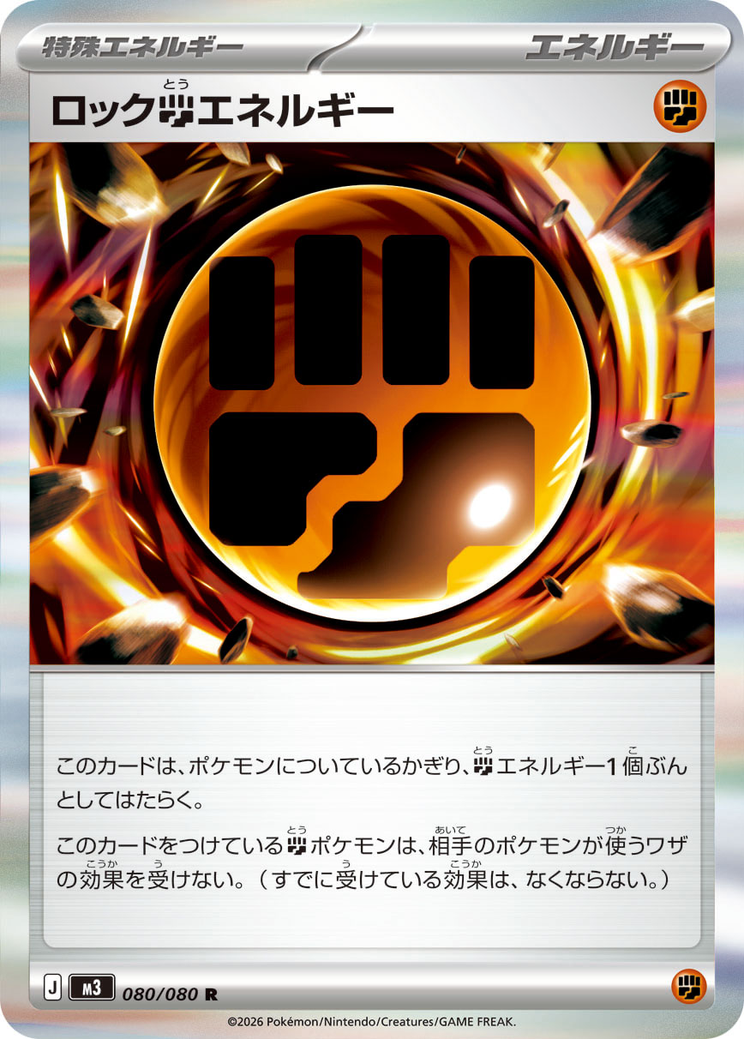 特殊エネルギー
エネルギー
ロック闘エネルギー
とう
このカードは、ポケモンについているかぎり、闘エネルギー1個ぶん
としてはたらく。
このカードをつけている闘ポケモンは、相手のポケモンが使うワザ
の効果を受けない。（すでに受けている効果は、なくならない。）
J M3 080/080 R
©2026 Pokémon/Nintendo/Creatures/GAME FREAK.